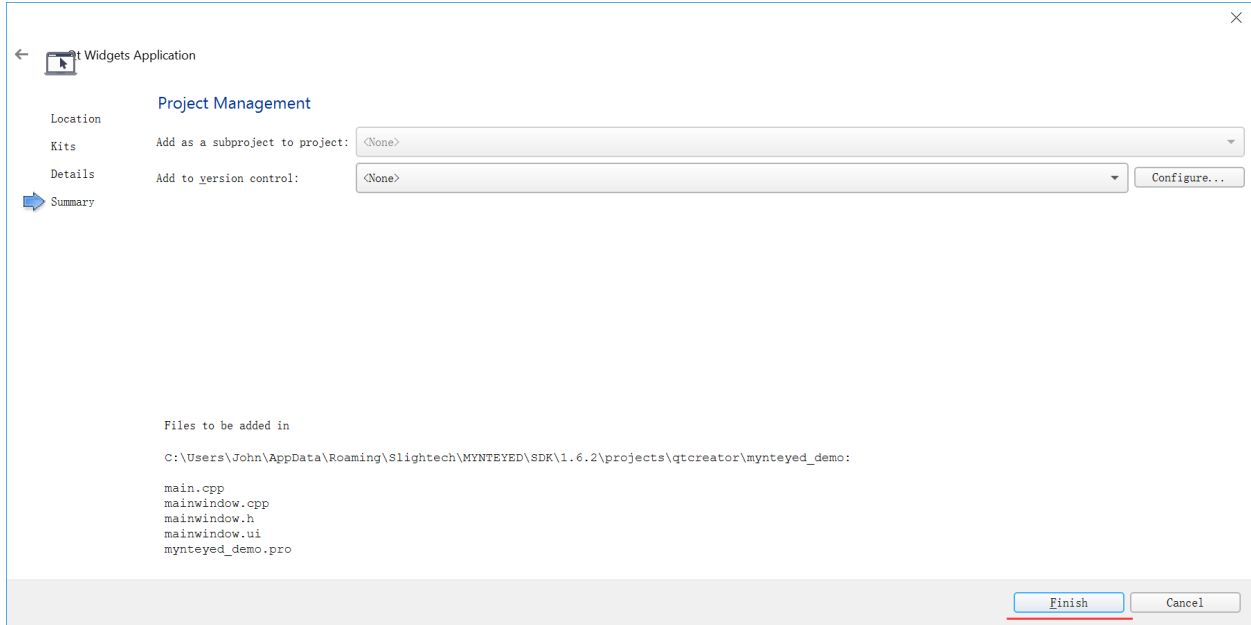 t Widgets Application
Project Management
Location
Kits
Details
Summary
Add as a subproject to project: <None>
Add to version control: <None> Configure...
Files to be added in
C:\Users\John\AppData\Roaming\Slightech\MYNTEYED\SDK\1.6.2\projects\qtcreator\mynteyed_demo:
main.cpp
mainwindow.cpp
mainwindow.h
mainwindow.ui
mynteyed_demo.pro
Finish Cancel